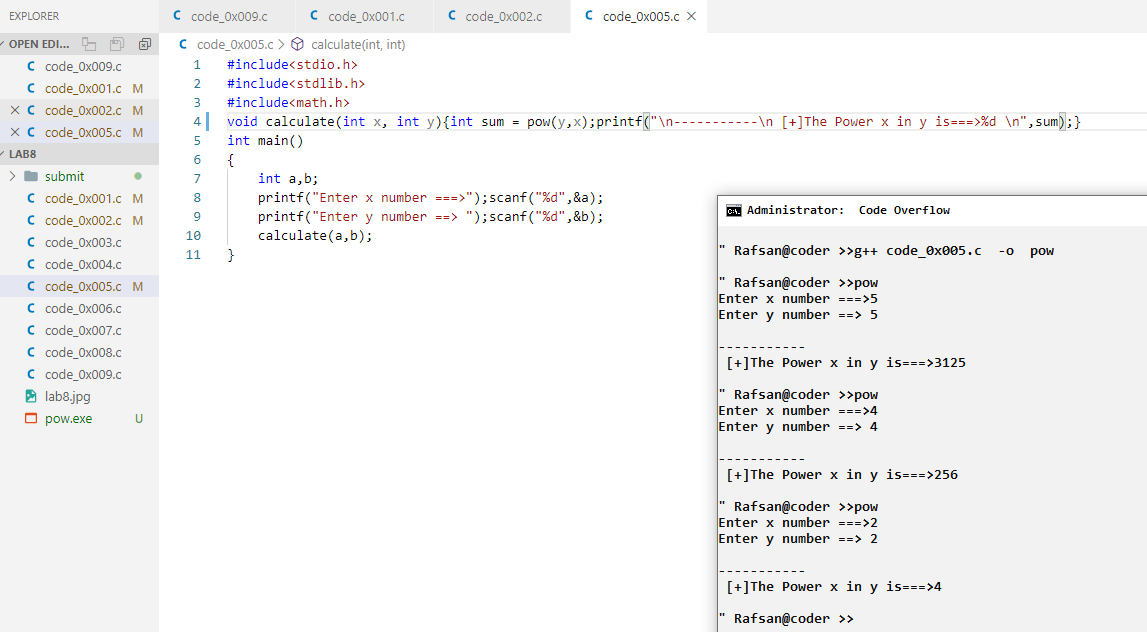 EXPLORER
OPEN EDI...
code_0x009.c
code_0x001.c M
code_0x002.c M
code_0x005.c M
LAB8
submit
code_0x001.c M
code_0x002.c M
code_0x003.c
code_0x004.c
code_0x005.c M
code_0x006.c
code_0x007.c
code_0x008.c
code_0x009.c
lab8.jpg
pow.exe U
C code_0x009.c C code_0x001.c C code_0x002.c C code_0x005.c ×
C code_0x005.c > calculate(int, int)
1 #include<stdio.h>
2 #include<stdlib.h>
3 #include<math.h>
4 void calculate(int x, int y){int sum = pow(y,x);printf("\n-----------\n [+]The Power x in y is===>%d \n",sum);}
5 int main()
6 {
7 int a,b;
8 printf("Enter x number ===>");scanf("%d",&a);
9 printf("Enter y number ==> ");scanf("%d",&b);
10 calculate(a,b);
11 }
C:\. Administrator: Code Overflow
" Rafsan@coder >>g++ code_0x005.c -o pow
" Rafsan@coder >>pow
Enter x number ===>5
Enter y number ==> 5
-----------
[+]The Power x in y is===>3125
" Rafsan@coder >>pow
Enter x number ===>4
Enter y number ==> 4
-----------
[+]The Power x in y is===>256
" Rafsan@coder >>pow
Enter x number ===>2
Enter y number ==> 2
-----------
[+]The Power x in y is===>4
" Rafsan@coder >>